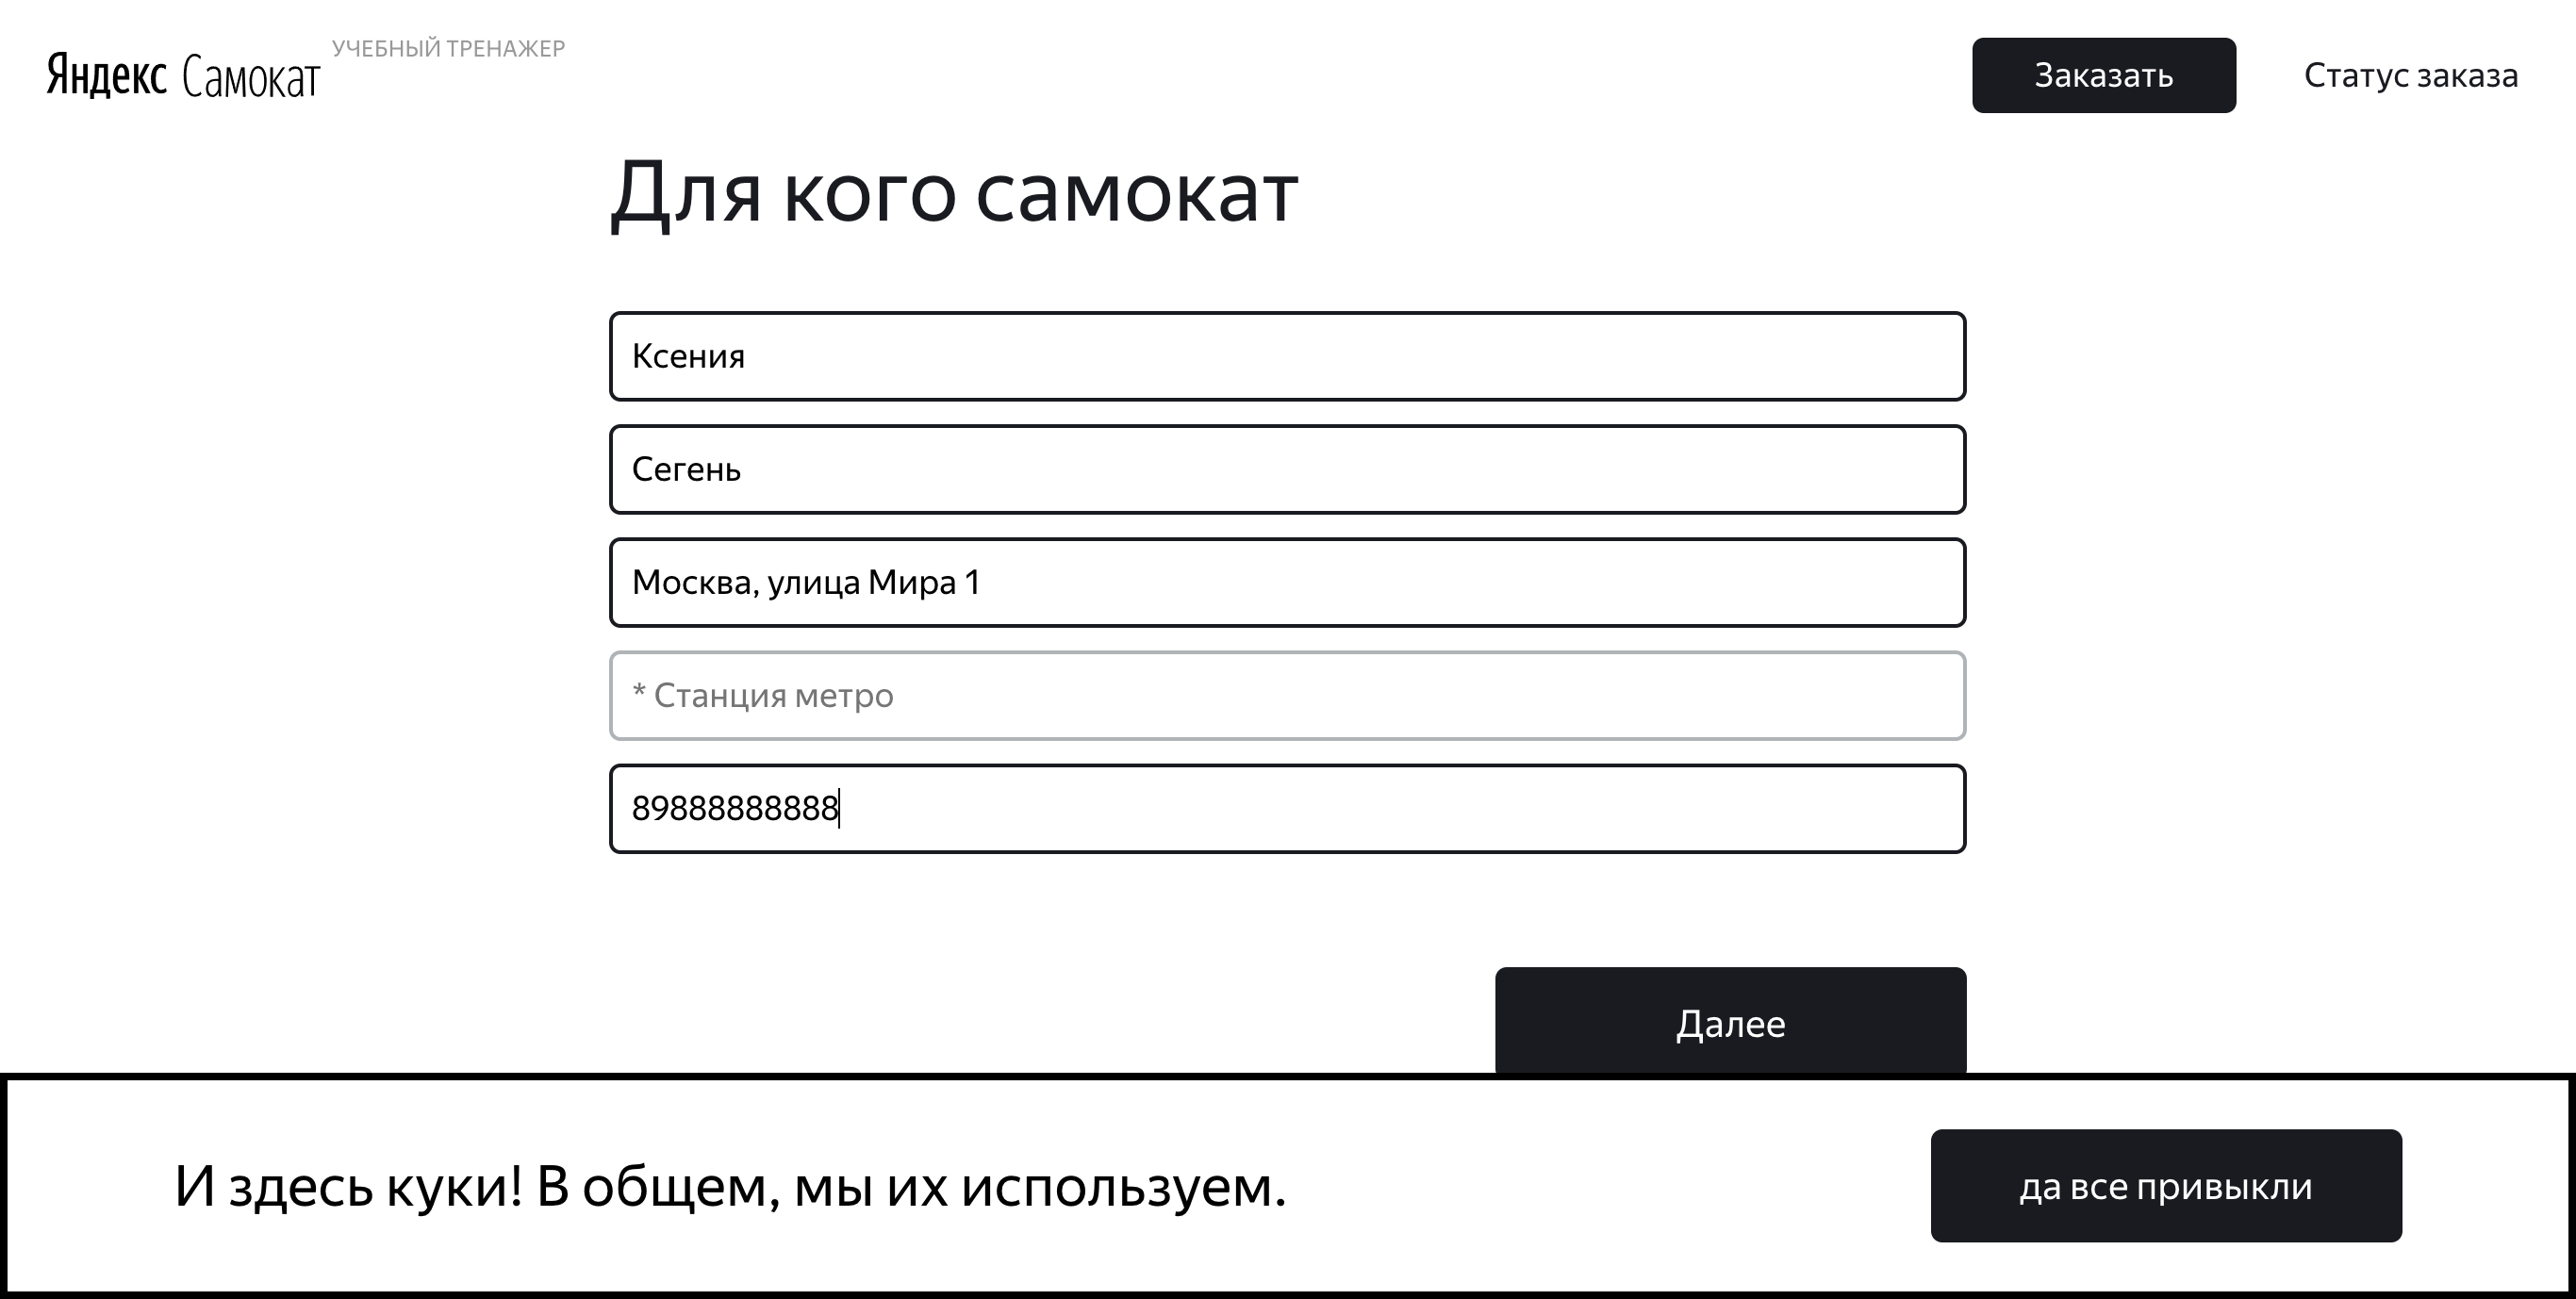 Яндекс Самокат УЧЕБНЫЙ ТРЕНАЖЕР
Заказать Статус заказа
Для кого самокат
Ксения
Сегень
Москва, улица Мира 1
* Станция метро
89888888888
Далее
И здесь куки! В общем, мы их используем.
да все привыкли